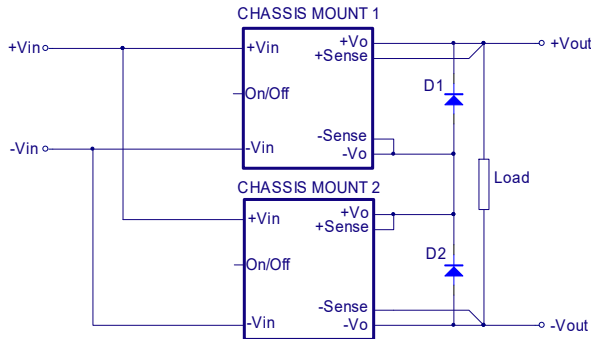 CHASSIS MOUNT 1
+Vin
+Vin
+Vo
+Sense
+Vout
On/Off
D1
-Vin
-Vin
-Sense
-Vo
Load
CHASSIS MOUNT 2
+Vin
+Vo
+Sense
On/Off
D2
-Vin
-Sense
-Vo
-Vout